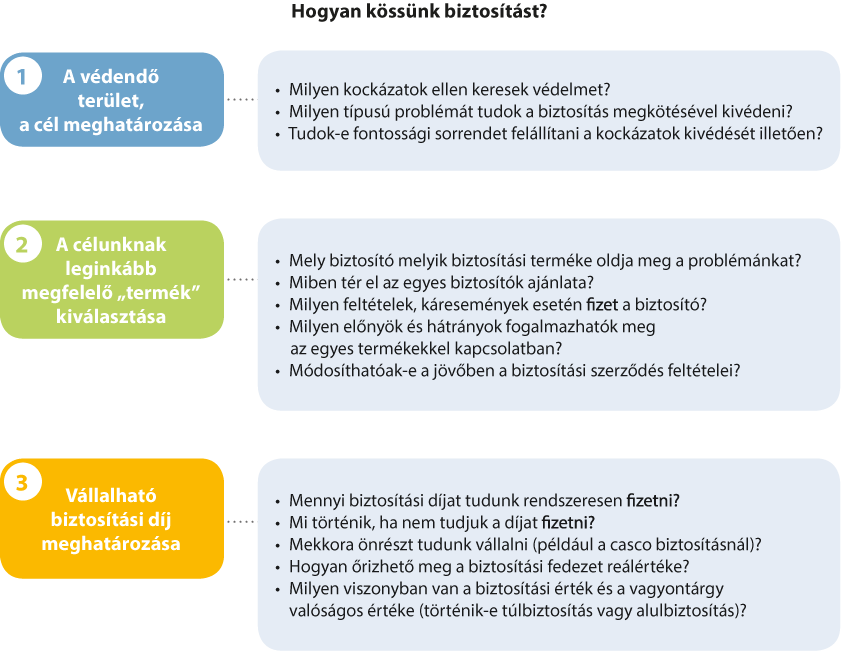 Hogyan kössünk biztosítást?
1
A védendő
terület,
a cél meghatározása
• Milyen kockázatok ellen keresek védelmet?
• Milyen típusú problémát tudok a biztosítás megkötésével kivédeni?
• Tudok-e fontossági sorrendet felállítani a kockázatok kivédését illetően?
2
A célunknak
leginkább
megfelelő „termék”
kiválasztása
• Mely biztosító melyik biztosítási terméke oldja meg a problémánkat?
• Miben tér el az egyes biztosítók ajánlata?
• Milyen feltételek, káresemények esetén fizet a biztosító?
• Milyen előnyök és hátrányok fogalmazhatók meg
az egyes termékekkel kapcsolatban?
• Módosíthatóak-e a jövőben a biztosítási szerződés feltételei?
3
Vállalható
biztosítási díj
meghatározása
• Mennyi biztosítási díjat tudunk rendszeresen fizetni?
• Mi történik, ha nem tudjuk a díjat fizetni?
• Mekkora önrészt tudunk vállalni (például a casco biztosításnál)?
• Hogyan őrizhető meg a biztosítási fedezet reálértéke?
• Milyen viszonyban van a biztosítási érték és a vagyontárgy
valóságos értéke (történik-e túlbiztosítás vagy alulbiztosítás)?